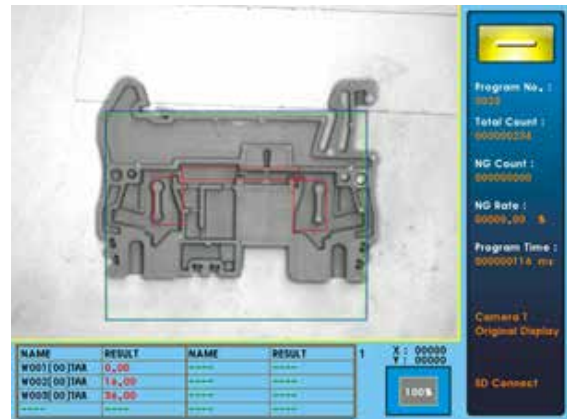 Program No. :
0020
Total Count :
000000234
NG Count :
000000000
NG Rate :
00000,00 %
Program Time :
000000116 ms
Camera 1
Original Display
SD Connect
NAME RESULT NAME RESULT 1
W001[00]TAR 0,00 ---- ----
W002[00]TAR 16,00 ---- ----
W003[00]TAR 36,00 ---- ----
---- ---- ---- ----
X : 00000
Y : 00000
100%